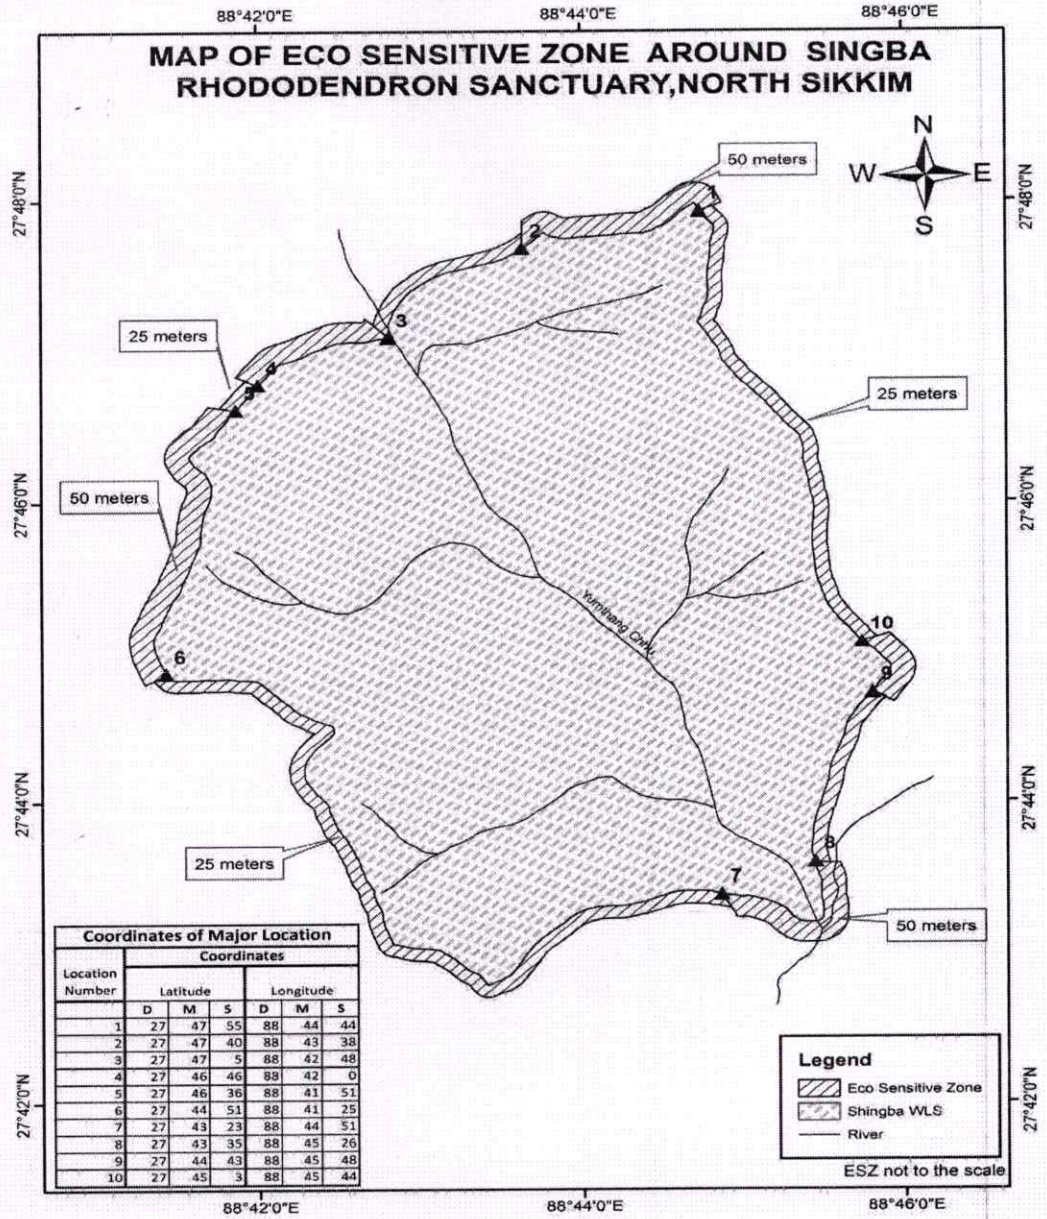 88°42'0"E 88°44'0"E 88°46'0"E
MAP OF ECO SENSITIVE ZONE AROUND SINGBA
RHODODENDRON SANCTUARY,NORTH SIKKIM
N
W E
S
50 meters
1
27°48'0"N 27°48'0"N
2
3
25 meters
4
5
25 meters
50 meters
27°46'0"N 27°46'0"N
Yumthang Chhu
10
6
9
27°44'0"N 27°44'0"N
8
25 meters
7
50 meters
Coordinates of Major Location
Coordinates
Location
Number
Latitude Longitude
D M S D M S
1 27 47 55 88 44 44
2 27 47 40 88 43 38
3 27 47 5 88 42 48
4 27 46 46 88 42 0
5 27 46 36 88 41 51
6 27 44 51 88 41 25
7 27 43 23 88 44 51
8 27 43 35 88 45 26
9 27 44 43 88 45 48
10 27 45 3 88 45 44
27°42'0"N 27°42'0"N
Legend
Eco Sensitive Zone
Shingba WLS
River
ESZ not to the scale
88°42'0"E 88°44'0"E 88°46'0"E